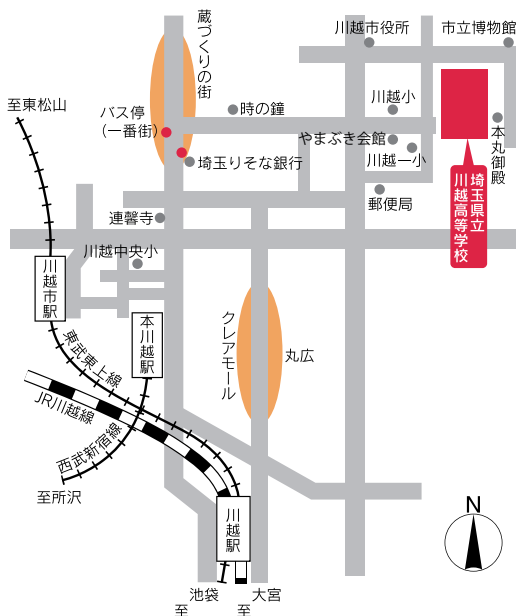 蔵づくりの街
川越市役所
市立博物館
至東松山
バス停
（一番街）
時の鐘
川越小
やまぶき会館
川越一小
本丸御殿
埼玉りそな銀行
埼玉県立
川越高等学校
郵便局
連馨寺
川越中央小
川越市駅
本川越駅
クレアモール
丸広
東武東上線
JR川越線
西武新宿線
至所沢
川越駅
N
至池袋
至大宮